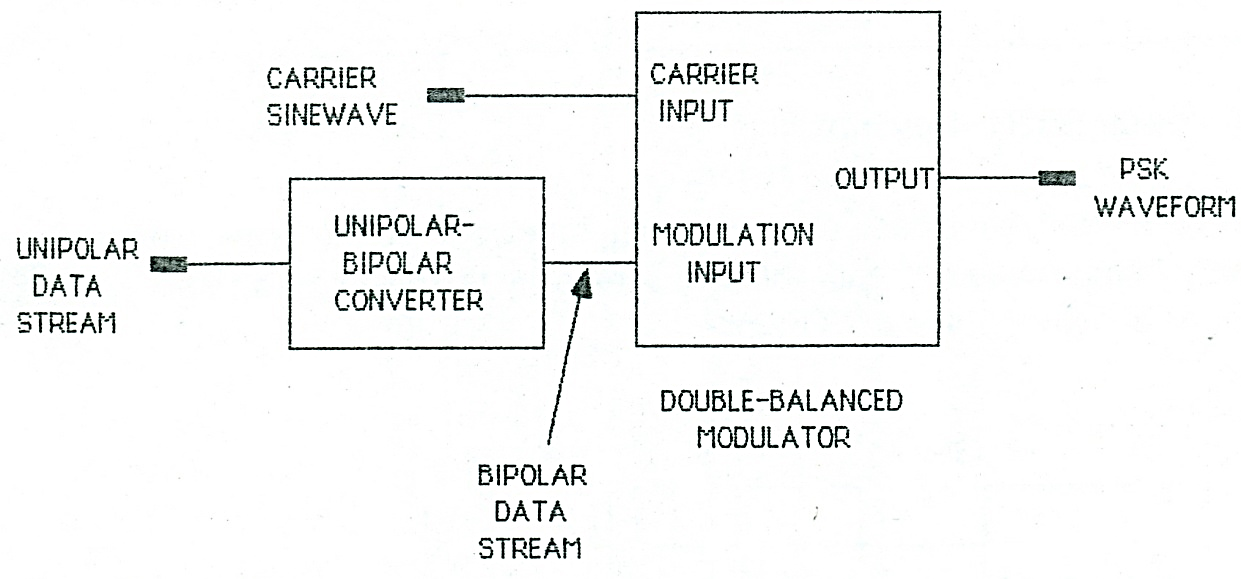 CARRIER
SINEWAVE
CARRIER
INPUT
OUTPUT
PSK
WAVEFORM
UNIPOLAR
DATA
STREAM
UNIPOLAR-
BIPOLAR
CONVERTER
MODULATION
INPUT
DOUBLE-BALANCED
MODULATOR
BIPOLAR
DATA
STREAM